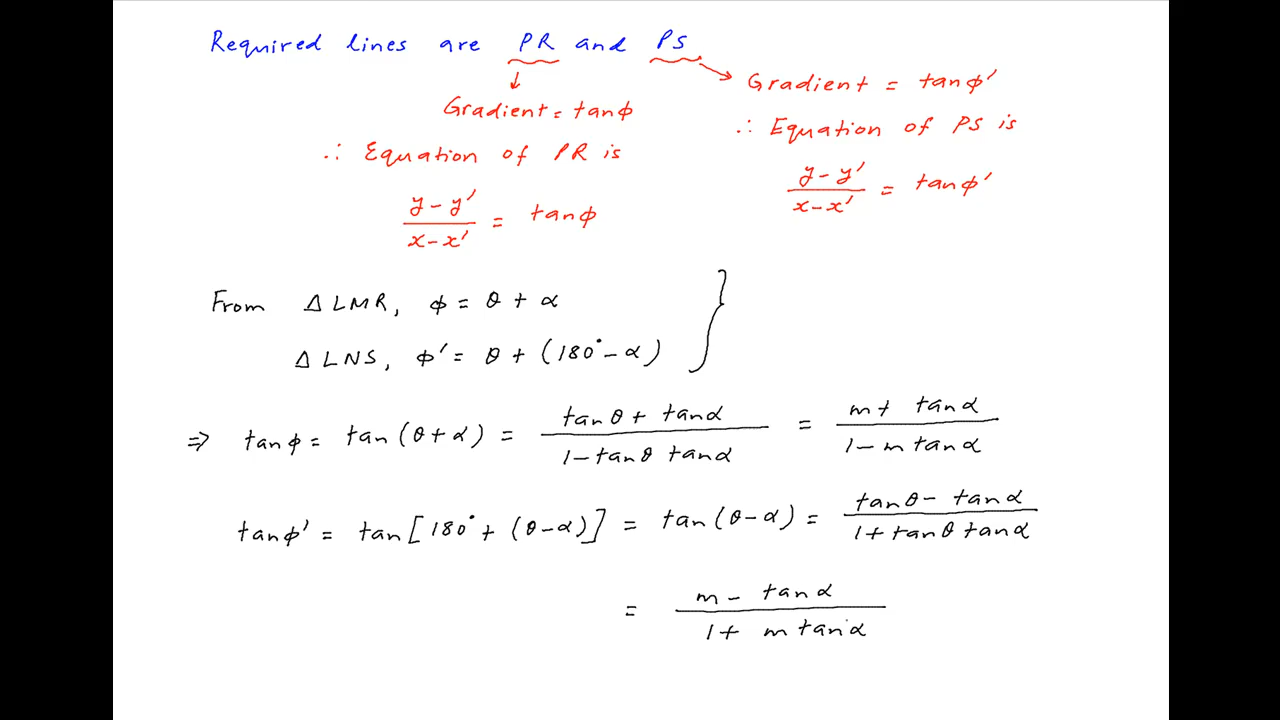 Required lines are PR and PS
Gradient = tanϕ
∴ Equation of PR is
(y − y′)/(x − x′) = tanϕ
Gradient = tanϕ′
∴ Equation of PS is
(y − y′)/(x − x′) = tanϕ′
From Δ LMR, ϕ = θ + α
Δ LNS, ϕ′ = θ + (180° − α) }
⇒ tanϕ = tan(θ + α) = (tanθ + tanα)/(1 − tanθ tanα) = (m + tanα)/(1 − m tanα)
tanϕ′ = tan[180° + (θ − α)] = tan(θ − α) = (tanθ − tanα)/(1 + tanθ tanα)
= (m − tanα)/(1 + m tanα)